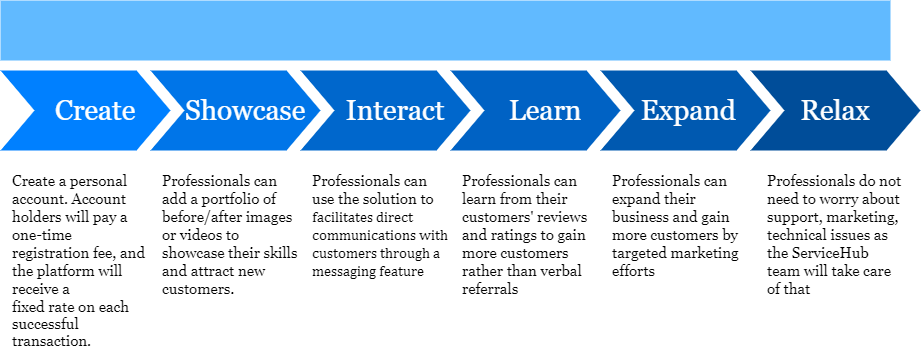 Create
Showcase
Interact
Learn
Expand
Relax
Create a personal
account. Account
holders will pay a
one-time
registration fee, and
the platform will
receive a
fixed rate on each
successful
transaction.
Professionals can
add a portfolio of
before/after images
or videos to
showcase their skills
and attract new
customers.
Professionals can
use the solution to
facilitates direct
communications with
customers through a
messaging feature
Professionals can
learn from their
customers' reviews
and ratings to gain
more customers
rather than verbal
referrals
Professionals can
expand their
business and gain
more customers by
targeted marketing
efforts
Professionals do not
need to worry about
support, marketing,
technical issues as
the ServiceHub
team will take care
of that